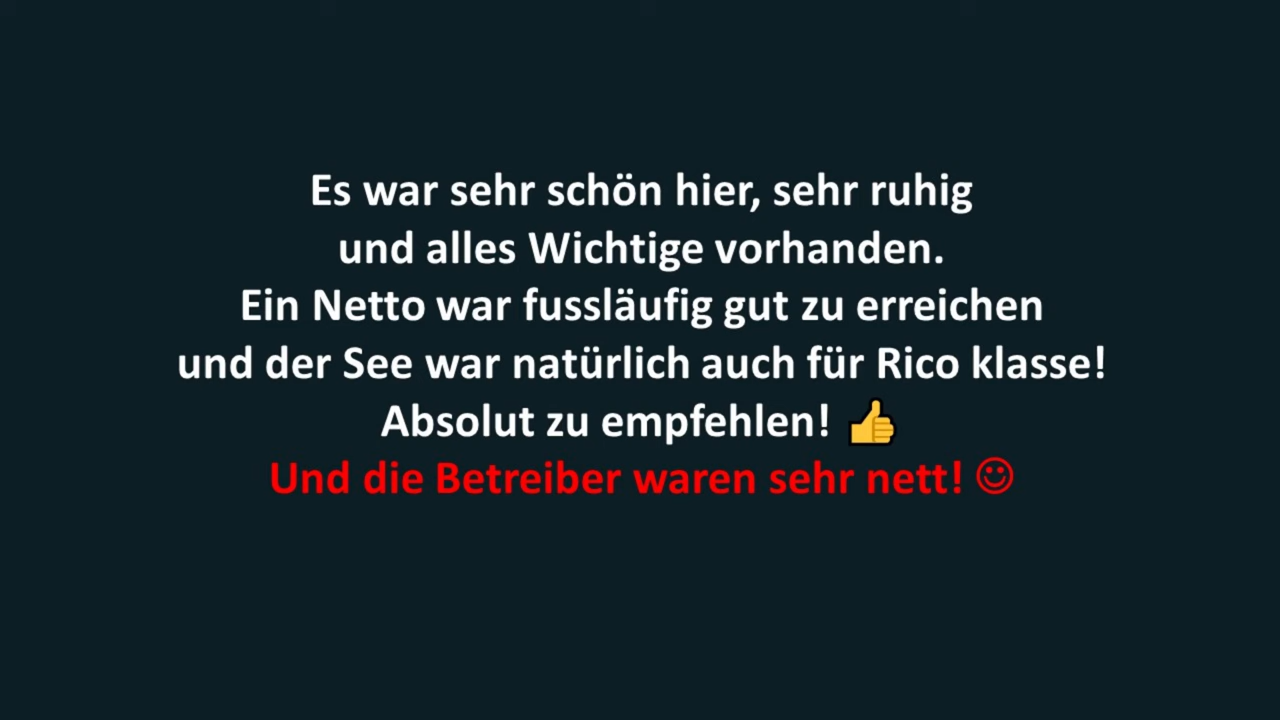 Es war sehr schön hier, sehr ruhig
und alles Wichtige vorhanden.
Ein Netto war fussläufig gut zu erreichen
und der See war natürlich auch für Rico klasse!
Absolut zu empfehlen! 👍
Und die Betreiber waren sehr nett! ☺